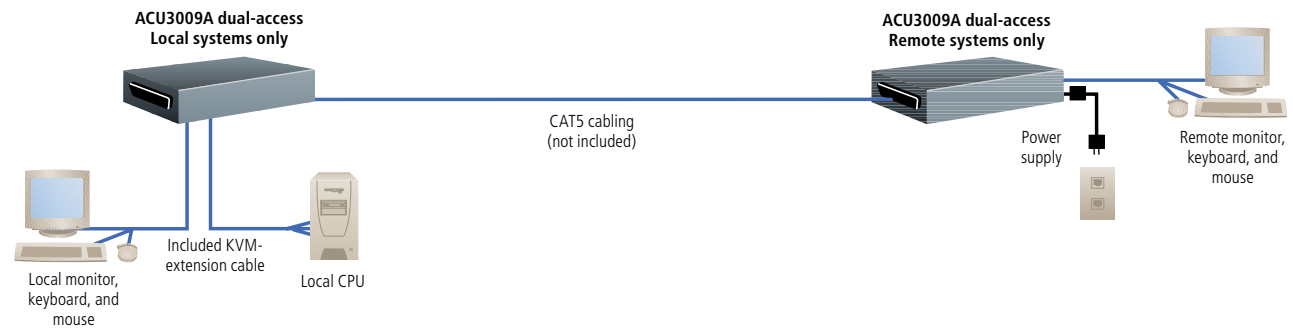 ACU3009A dual-access
Local systems only
ACU3009A dual-access
Remote systems only
CAT5 cabling
(not included)
Power
supply
Remote monitor,
keyboard, and
mouse
Included KVM-
extension cable
Local CPU
Local monitor,
keyboard, and
mouse